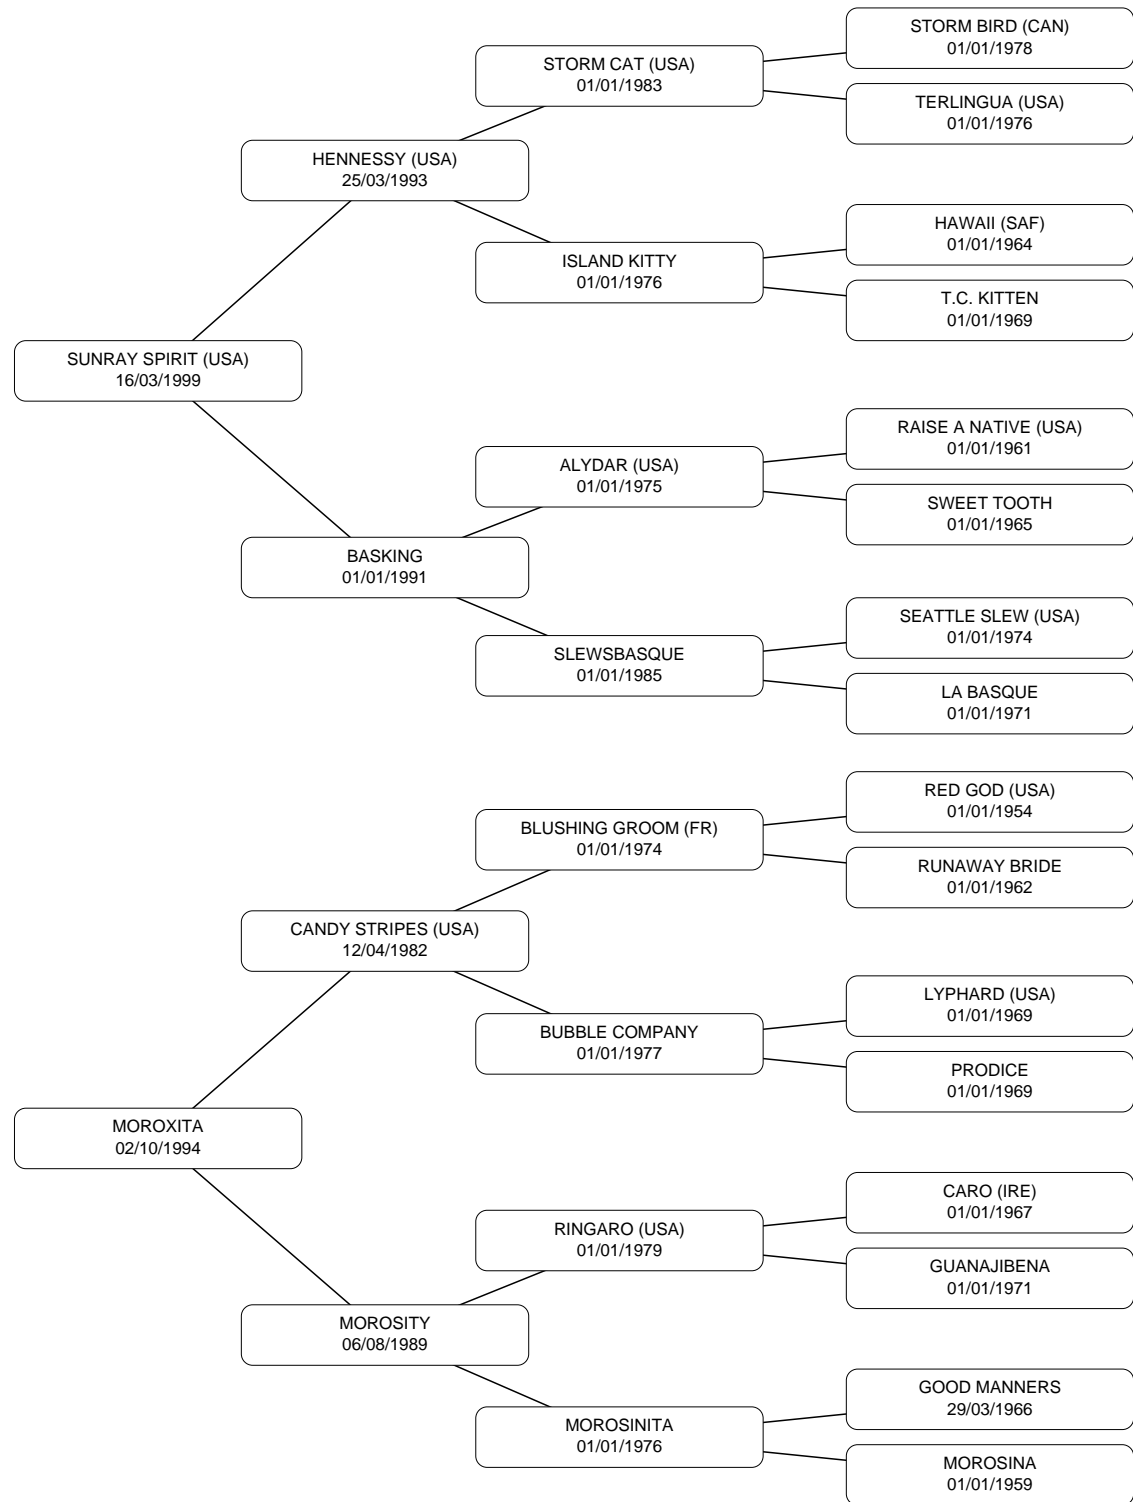 STORM BIRD (CAN)
01/01/1978
STORM CAT (USA)
01/01/1983
TERLINGUA (USA)
01/01/1976
HENNESSY (USA)
25/03/1993
HAWAII (SAF)
01/01/1964
ISLAND KITTY
01/01/1976
T.C. KITTEN
01/01/1969
SUNRAY SPIRIT (USA)
16/03/1999
RAISE A NATIVE (USA)
01/01/1961
ALYDAR (USA)
01/01/1975
SWEET TOOTH
01/01/1965
BASKING
01/01/1991
SEATTLE SLEW (USA)
01/01/1974
SLEWSBASQUE
01/01/1985
LA BASQUE
01/01/1971
RED GOD (USA)
01/01/1954
BLUSHING GROOM (FR)
01/01/1974
RUNAWAY BRIDE
01/01/1962
CANDY STRIPES (USA)
12/04/1982
LYPHARD (USA)
01/01/1969
BUBBLE COMPANY
01/01/1977
PRODICE
01/01/1969
MOROXITA
02/10/1994
CARO (IRE)
01/01/1967
RINGARO (USA)
01/01/1979
GUANAJIBENA
01/01/1971
MOROSITY
06/08/1989
GOOD MANNERS
29/03/1966
MOROSINITA
01/01/1976
MOROSINA
01/01/1959